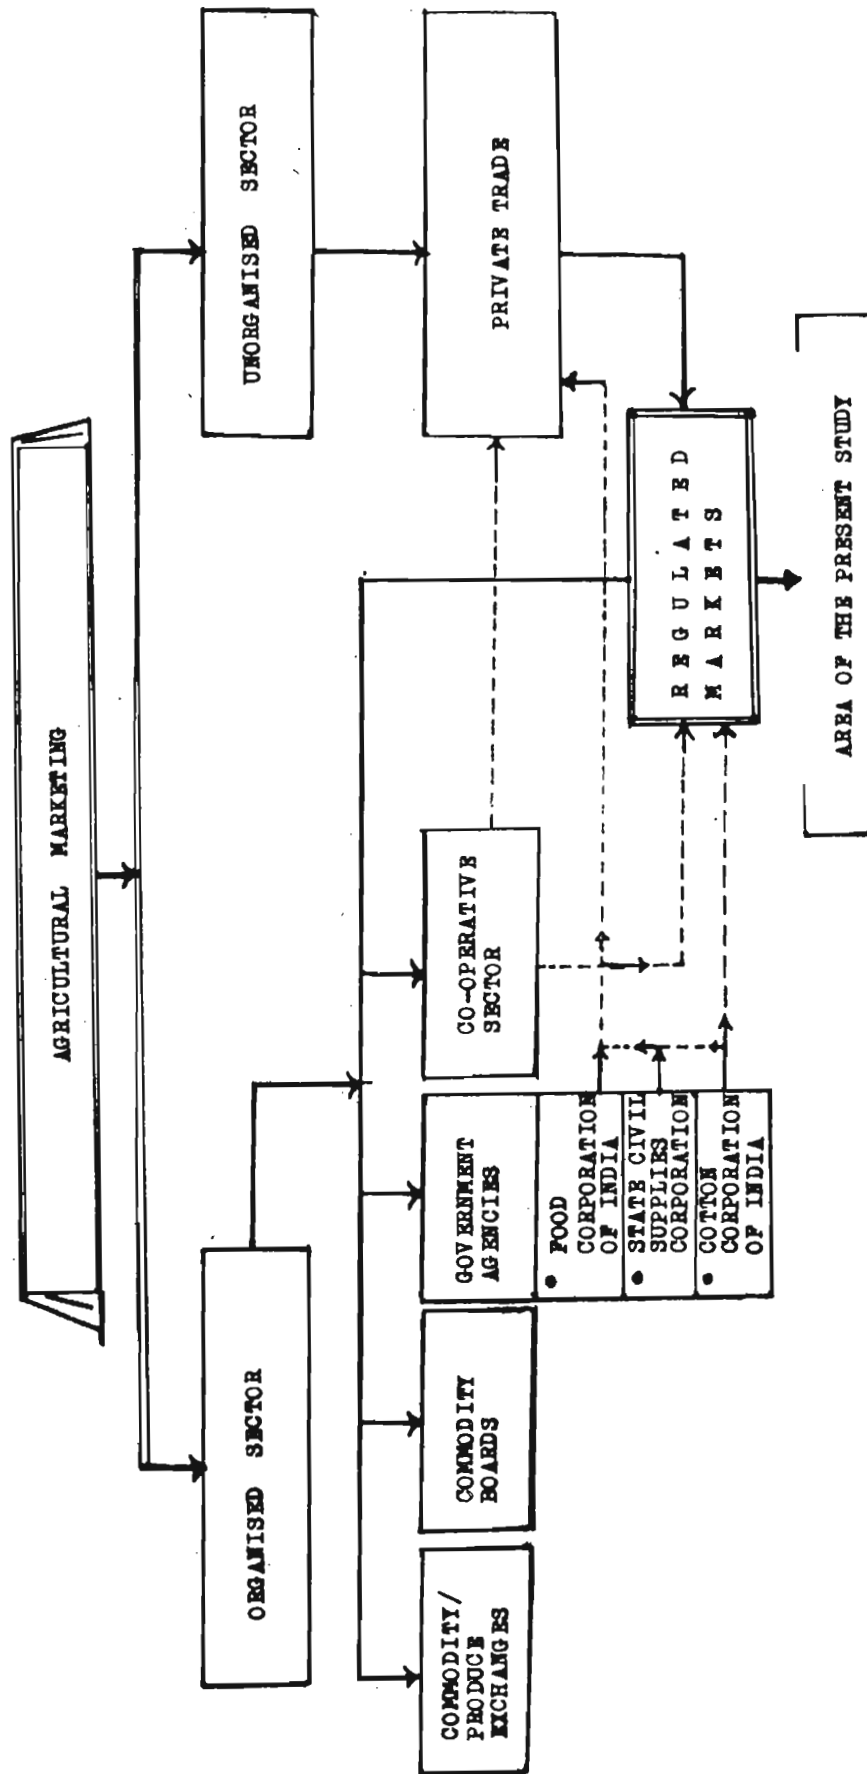 AGRICULTURAL MARKETING
ORGANISED SECTOR
UNORGANISED SECTOR
COMMODITY/
PRODUCE
EXCHANGES
COMMODITY
BOARDS
GOVERNMENT
AGENCIES
• FOOD
CORPORATION
OF INDIA
• STATE CIVIL
SUPPLIES
CORPORATION
• COTTON
CORPORATION
OF INDIA
CO-OPERATIVE
SECTOR
PRIVATE TRADE
REGULATED
MARKETS
AREA OF THE PRESENT STUDY